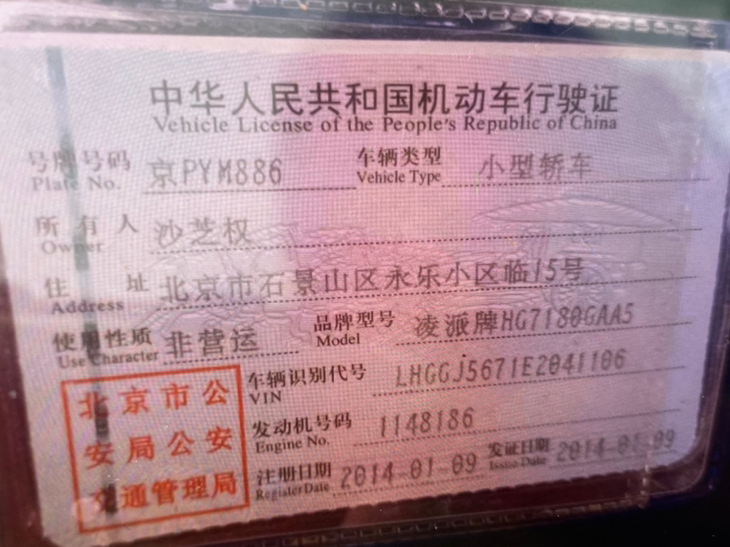 中华人民共和国机动车行驶证
Vehicle License of the People's Republic of China
号牌号码 京PYM886 车辆类型 小型轿车
Plate No. Vehicle Type
所有人 沙芝权
Owner
住址 北京市石景山区永乐小区临15号
Address
使用性质 非营运 品牌型号 凌派牌HG7180GAA5
Use Character Model
车辆识别代号 LHGGJ5671E2041106
VIN
发动机号码 1148186
Engine No.
注册日期 2014-01-09 发证日期 2014-01-09
Register Date Issue Date
北京市公
安局公安
交通管理局